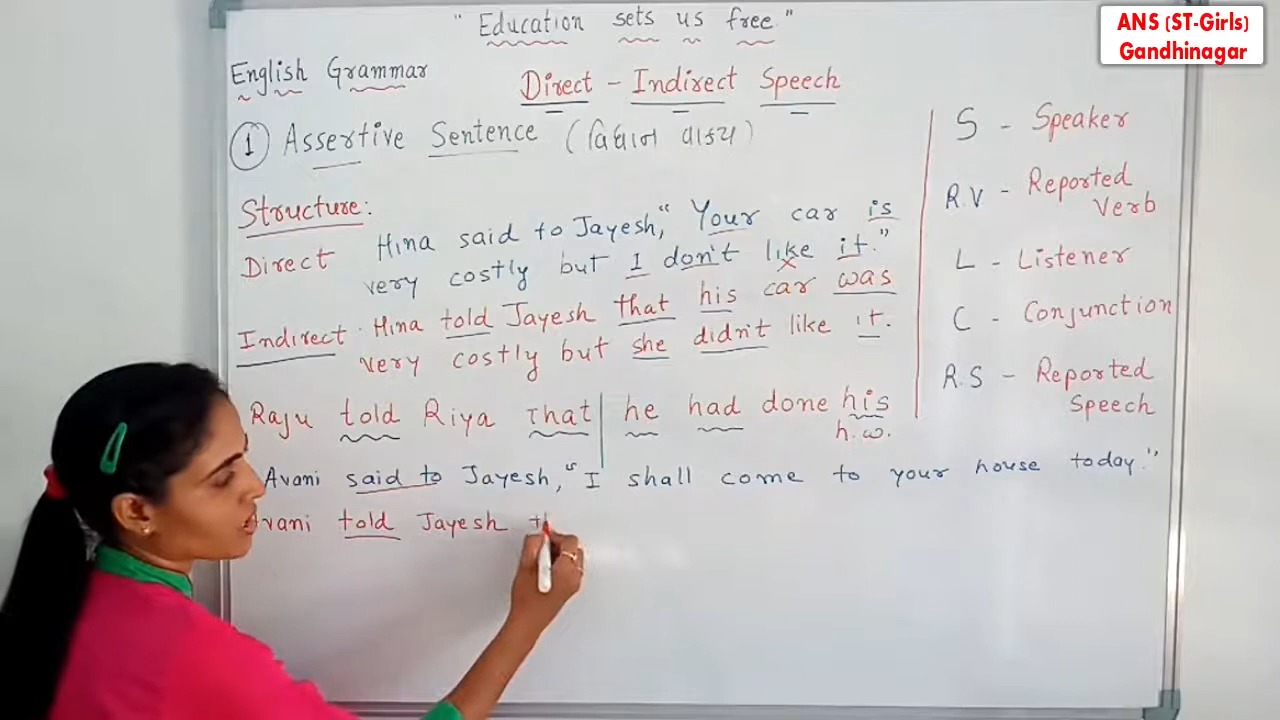 "Education sets us free."
ANS (ST-Girls)
Gandhinagar
English Grammar
Direct - Indirect Speech
① Assertive Sentence (વિધાન વાક્ય)
Structure:
Direct Hina said to Jayesh, "Your car is
very costly but I don't like it."
Indirect. Hina told Jayesh that his car was
very costly but she didn't like it.
Raju told Riya that he had done his
h.w.
Avani said to Jayesh, "I shall come to your house today."
Avani told Jayesh t
S - Speaker
R.V - Reported
Verb
L - Listener
C - Conjunction
R.S - Reported
Speech